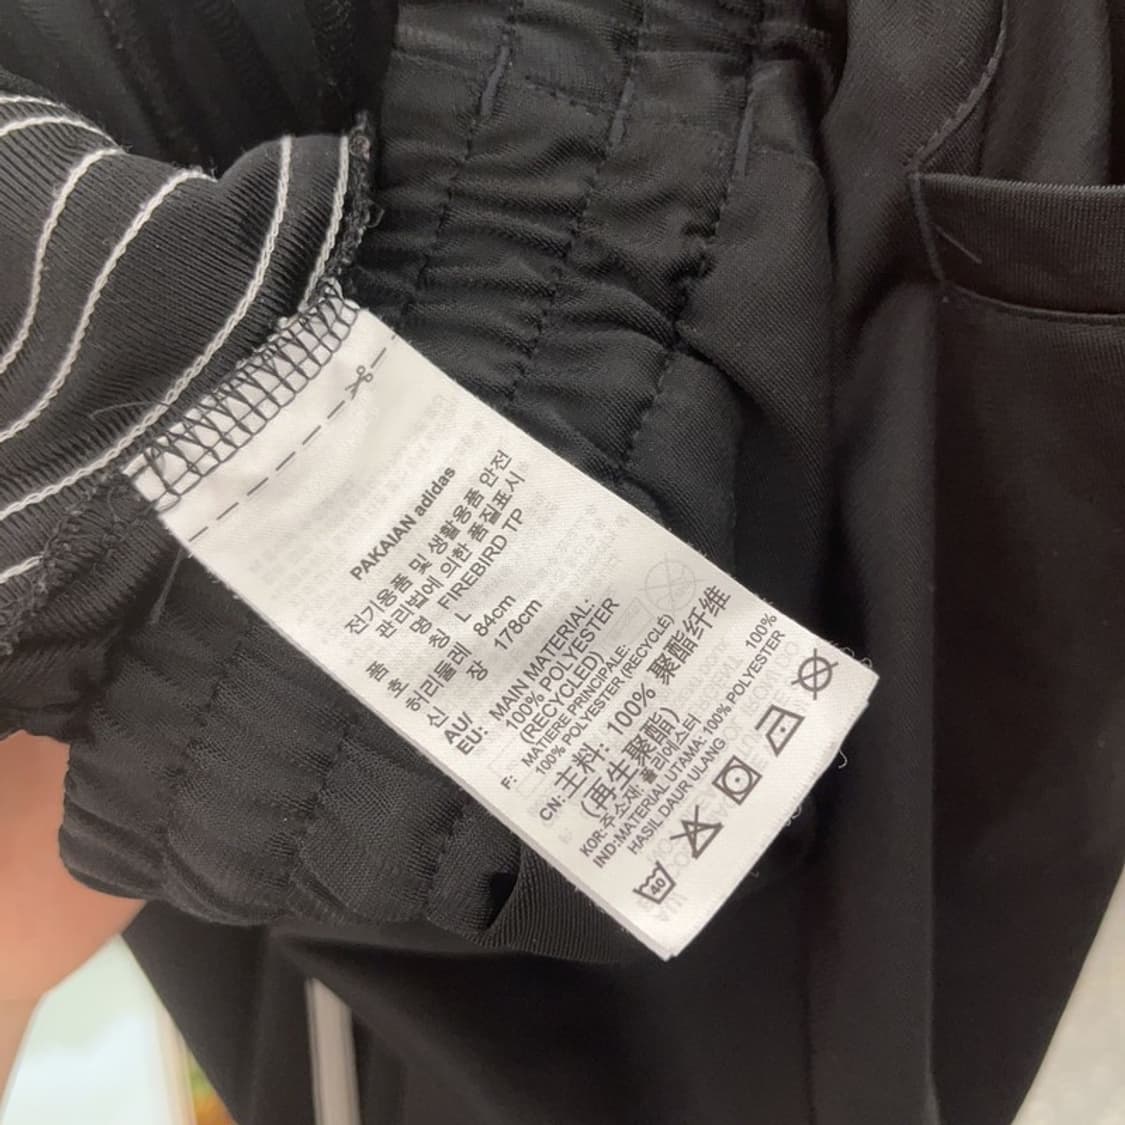 PAKAIAN adidas
전기용품 및 생활용품 안전
관리법에 의한 품질표시
품 명 FIREBIRD TP
호 칭 L
허리둘레 84cm
신 장 178cm
AU/
EU: MAIN MATERIAL:
100% POLYESTER
(RECYCLED)
F: MATIERE PRINCIPALE:
100% POLYESTER (RECYCLÉ)
CN: 主料: 100% 聚酯纤维
(再生聚酯)
KOR: 주소재: 폴리에스터 100%
IND:MATERIAL UTAMA: 100% POLYESTER
HASIL DAUR ULANG
40